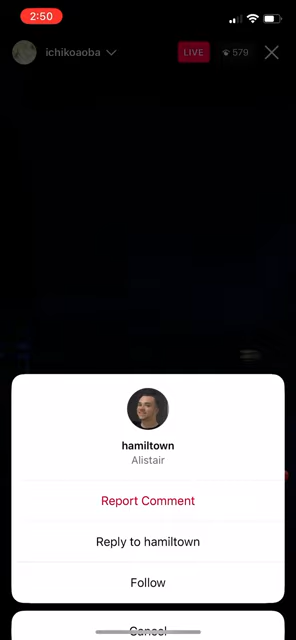 2:50
ichikoaoba
LIVE
579
hamiltown
Alistair
Report Comment
Reply to hamiltown
Follow
Cancel